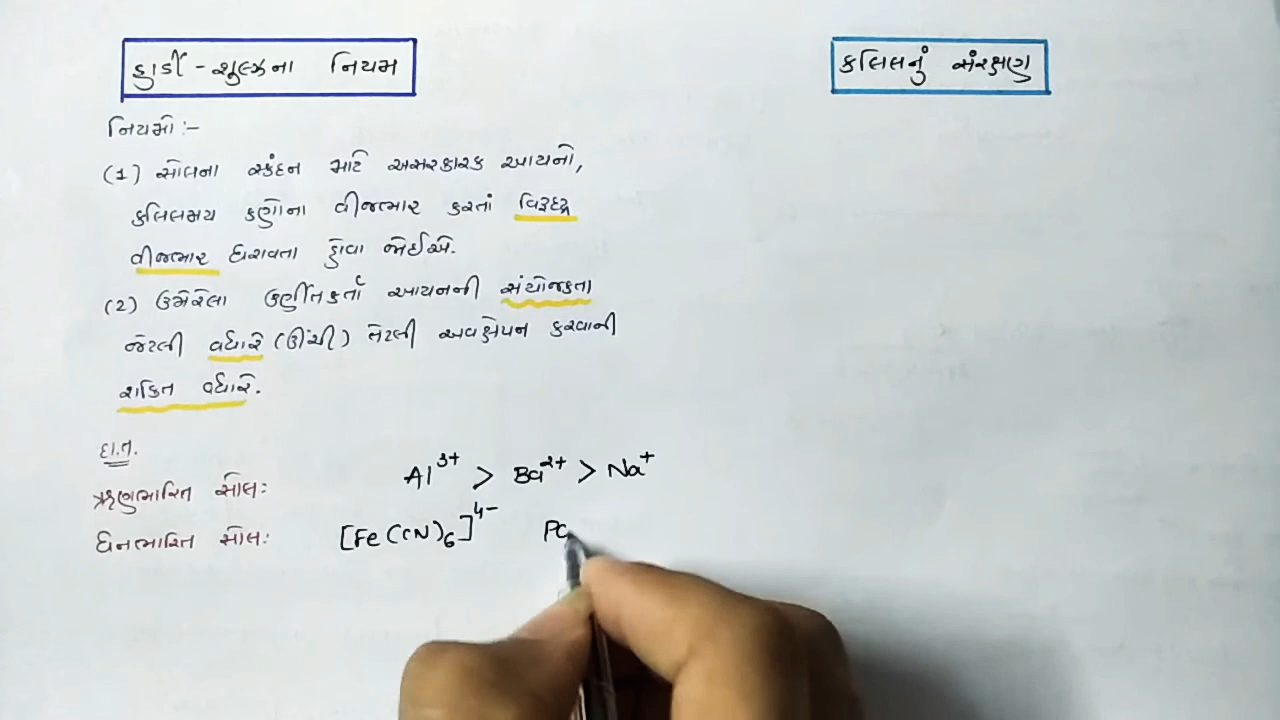 હાર્ડી - શુલ્ઝના નિયમ
નિયમો :-
(1) સોલના સ્કંદન માટે અસરકારક આયનો,
કલિલમય કણોના વીજભાર કરતાં વિરૂદ્ધ
વીજભાર ધરાવતા હોવા જોઈએ.
(2) ઉમેરેલા ઊર્ણીકર્તા આયનની સંયોજકતા
જેટલી વધારે (ઊંચી) તેટલી અવક્ષેપન કરવાની
શકિત વધારે.
દા.ત.
ઋણભારિત સોલઃ Al³⁺ > Ba²⁺ > Na⁺
ધનભારિત સોલઃ [Fe(CN)₆]⁴⁻ PO
કલિલનું સંરક્ષણ